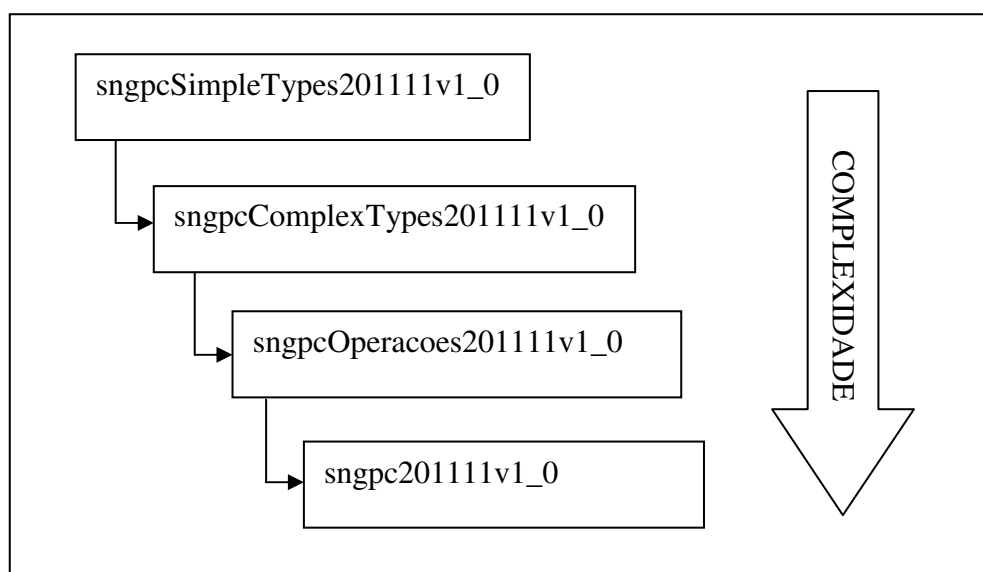 sngpcSimpleTypes201111v1_0
sngpcComplexTypes201111v1_0
sngpcOperacoes201111v1_0
sngpc201111v1_0
COMPLEXIDADE